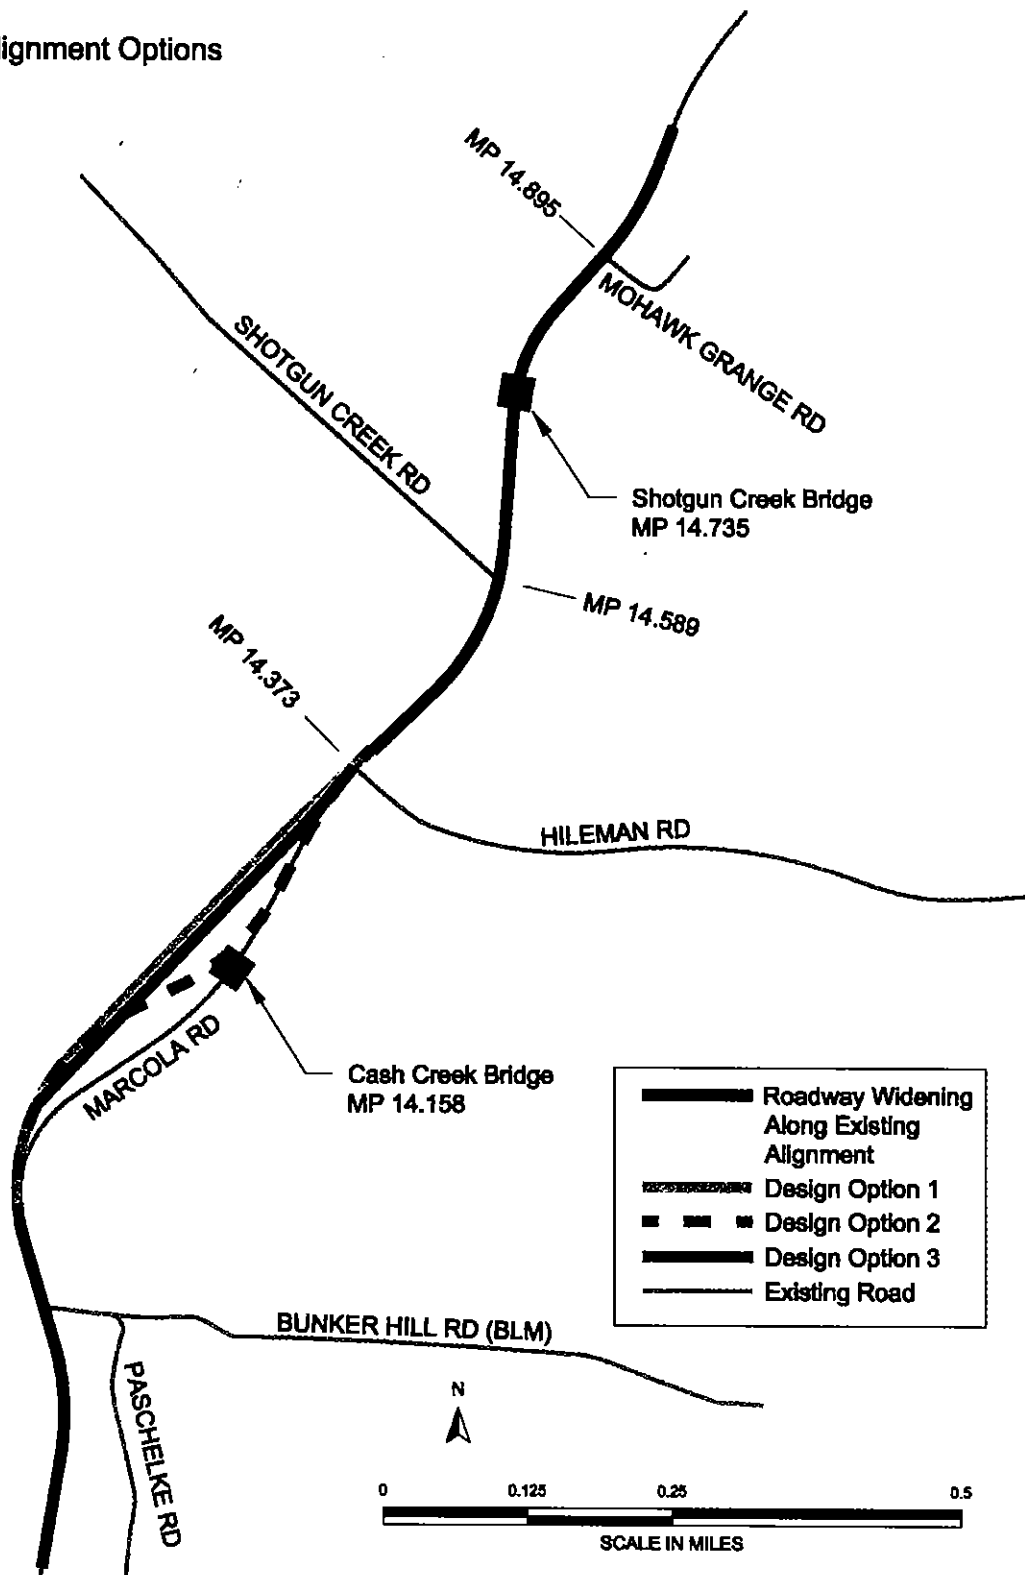 lignment Options
MP 14.895
MOHAWK GRANGE RD
SHOTGUN CREEK RD
Shotgun Creek Bridge
MP 14.735
MP 14.589
MP 14.373
HILEMAN RD
MARCOLA RD
Cash Creek Bridge
MP 14.158
Roadway Widening
Along Existing
Alignment
Design Option 1
Design Option 2
Design Option 3
Existing Road
BUNKER HILL RD (BLM)
PASCHELKE RD
N
0 0.125 0.25 0.5
SCALE IN MILES